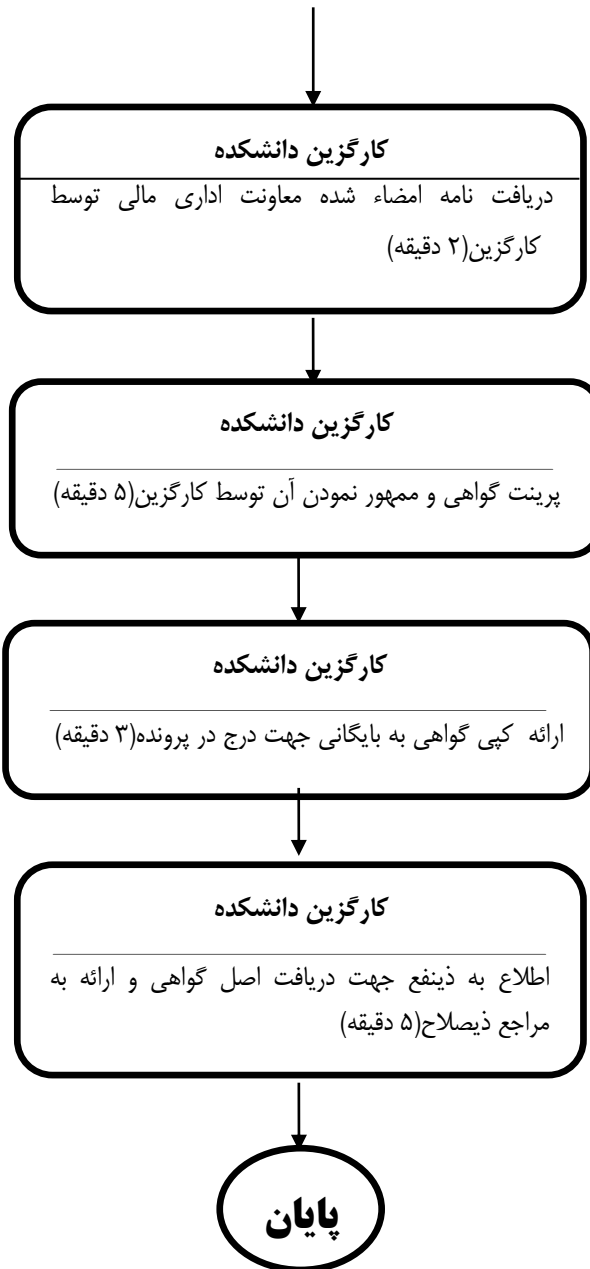 کارگزین دانشکده
دریافت نامه امضاء شده معاونت اداری مالی توسط
کارگزین(۲ دقیقه)
کارگزین دانشکده
پرینت گواهی و ممهور نمودن آن توسط کارگزین(۵ دقیقه)
کارگزین دانشکده
ارائه کپی گواهی به بایگانی جهت درج در پرونده(۳ دقیقه)
کارگزین دانشکده
اطلاع به ذینفع جهت دریافت اصل گواهی و ارائه به
مراجع ذیصلاح(۵ دقیقه)
پایان